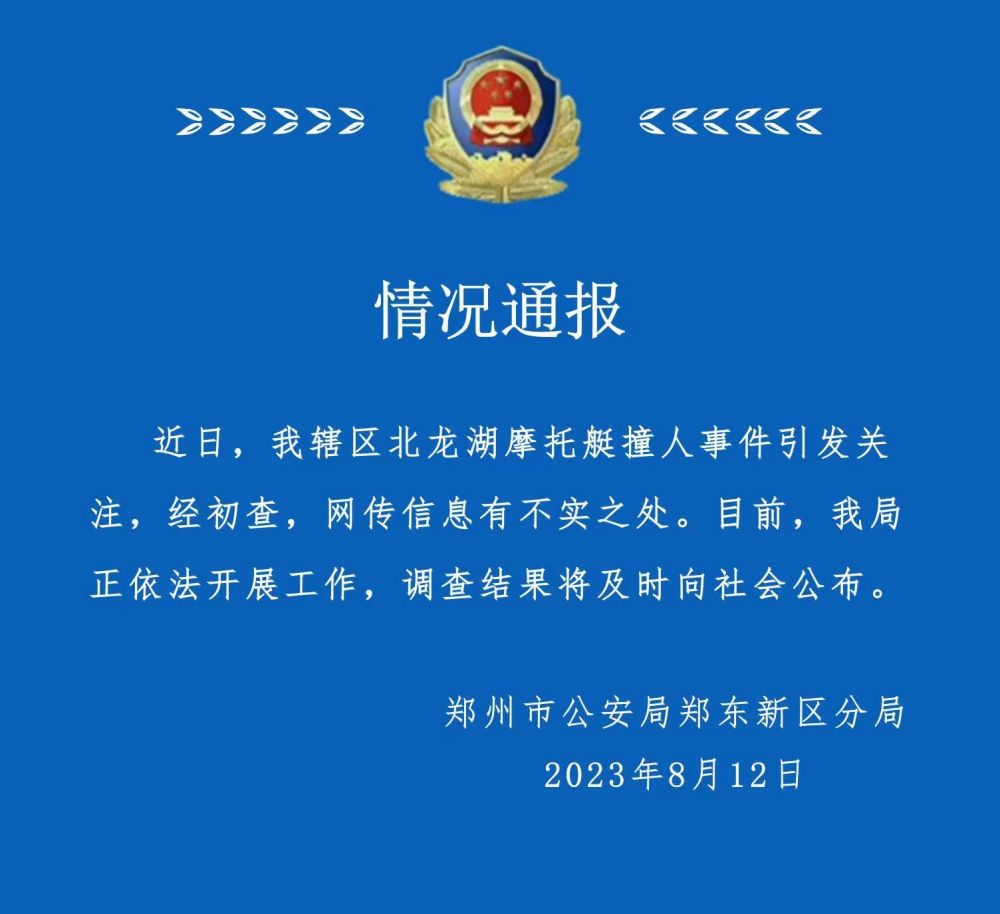 情况通报
近日，我辖区北龙湖摩托艇撞人事件引发关
注，经初查，网传信息有不实之处。目前，我局
正依法开展工作，调查结果将及时向社会公布。
郑州市公安局郑东新区分局
2023年8月12日